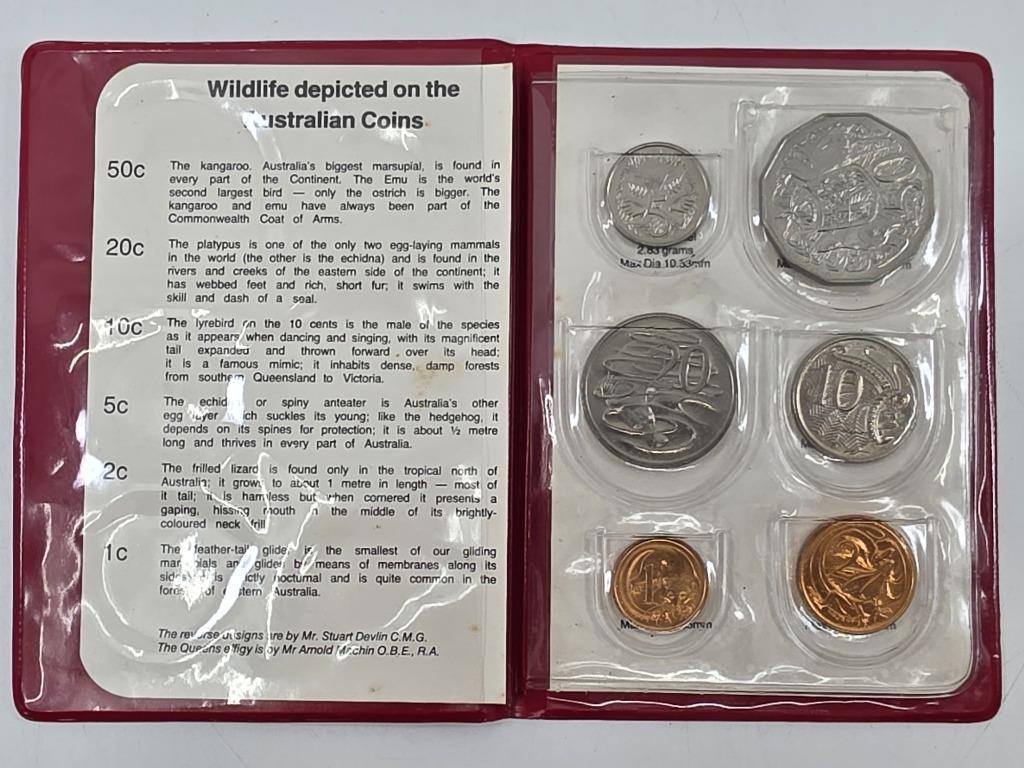 Wildlife depicted on the
Australian Coins
50c
The kangaroo. Australia's biggest marsupial, is found in
every part of the Continent. The Emu is the world's
second largest bird — only the ostrich is bigger. The
kangaroo and emu have always been part of the
Commonwealth Coat of Arms.
20c
The platypus is one of the only two egg-laying mammals
in the world (the other is the echidna) and is found in the
rivers and creeks of the eastern side of the continent; it
has webbed feet and rich, short fur; it swims with the
skill and dash of a seal.
10c
The lyrebird on the 10 cents is the male of the species
as it appears when dancing and singing, with its magnificent
tail expanded and thrown forward over its head;
it is a famous mimic; it inhabits dense, damp forests
from southern Queensland to Victoria.
5c
The echidna or spiny anteater is Australia's other
egg layer which suckles its young; like the hedgehog, it
depends on its spines for protection; it is about ½ metre
long and thrives in every part of Australia.
2c
The frilled lizard is found only in the tropical north of
Australia; it grows to about 1 metre in length — most of
it tail; it is harmless but when cornered it presents a
gaping, hissing mouth in the middle of its brightly-
coloured neck frill
1c
The feather-tail glider is the smallest of our gliding
marsupials and glides by means of membranes along its
sides; it is strictly nocturnal and is quite common in the
forests of eastern Australia.
The reverse designs are by Mr. Stuart Devlin C.M.G.
The Queens effigy is by Mr Arnold Machin O.B.E., R.A.
5
50
2.83 grams
Max Dia
20
10
1
2